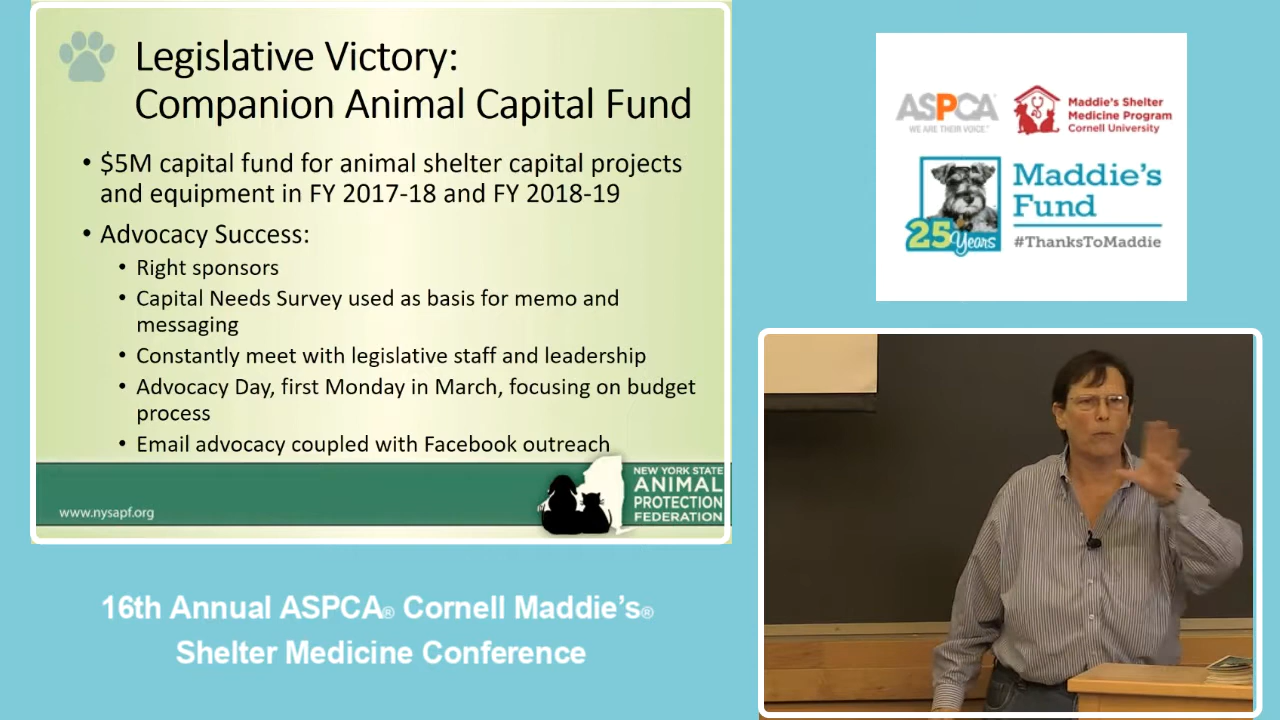 Legislative Victory:
Companion Animal Capital Fund
• $5M capital fund for animal shelter capital projects
and equipment in FY 2017-18 and FY 2018-19
• Advocacy Success:
• Right sponsors
• Capital Needs Survey used as basis for memo and
messaging
• Constantly meet with legislative staff and leadership
• Advocacy Day, first Monday in March, focusing on budget
process
• Email advocacy coupled with Facebook outreach
www.nysapf.org
NEW YORK STATE
ANIMAL
PROTECTION
FEDERATION
16th Annual ASPCA® Cornell Maddie's®
Shelter Medicine Conference
ASPCA
WE ARE THEIR VOICE™
Maddie's Shelter
Medicine Program
Cornell University
25 Years
Maddie's
Fund
#ThanksToMaddie